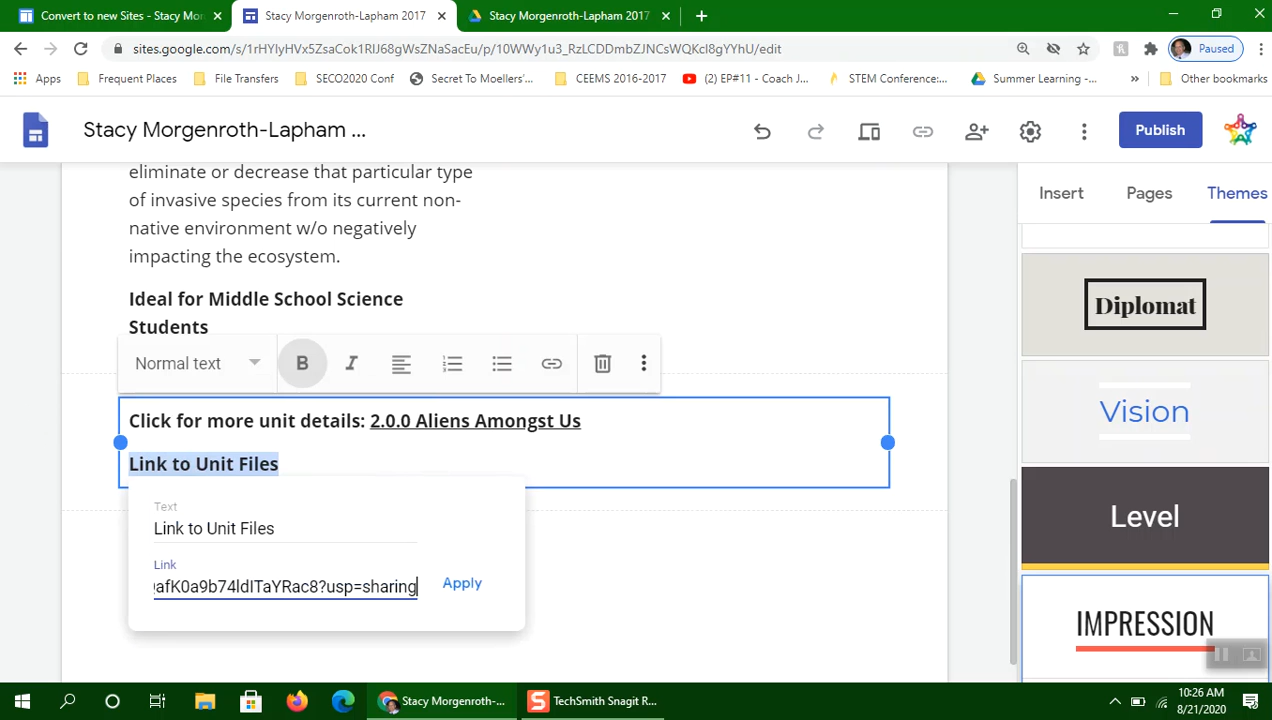 Convert to new Sites - Stacy Mor
Stacy Morgenroth-Lapham 2017
Stacy Morgenroth-Lapham 2017
sites.google.com/s/1rHYlyHVx5ZsaCok1RIJ68gWsZNaSacEu/p/10WWy1u3_RzLCDDmbZJNCsWQKcl8gYYhU/edit
Paused
Apps
Frequent Places
File Transfers
SECO2020 Conf
Secret To Moellers'...
CEEMS 2016-2017
(2) EP#11 - Coach J...
STEM Conference:...
Summer Learning -...
»
Other bookmarks
Stacy Morgenroth-Lapham ...
Publish
Insert
Pages
Themes
eliminate or decrease that particular type
of invasive species from its current non-
native environment w/o negatively
impacting the ecosystem.
Ideal for Middle School Science
Students
Normal text
B
I
Click for more unit details: 2.0.0 Aliens Amongst Us
Link to Unit Files
Text
Link to Unit Files
Link
afK0a9b74ldITaYRac8?usp=sharing
Apply
Diplomat
Vision
Level
IMPRESSION
Stacy Morgenroth-...
S
TechSmith Snagit R...
10:26 AM
8/21/2020